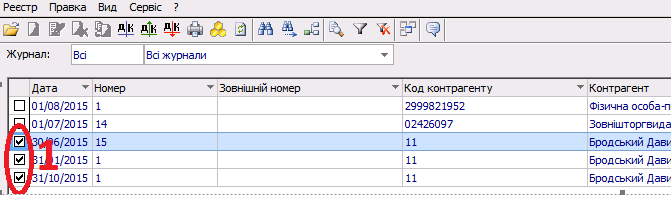 Реєстр Правка Вид Сервіс ?
Журнал: Всі Всі журнали
Дата Номер Зовнішній номер Код контрагенту Контрагент
01/08/2015 1 2999821952 Фізична особа-п
01/07/2015 14 02426097 Зовнішторгвида
30/06/2015 15 11 Бродський Дави
31/01/2015 1 11 Бродський Дави
31/10/2015 1 11 Бродський Дави
1